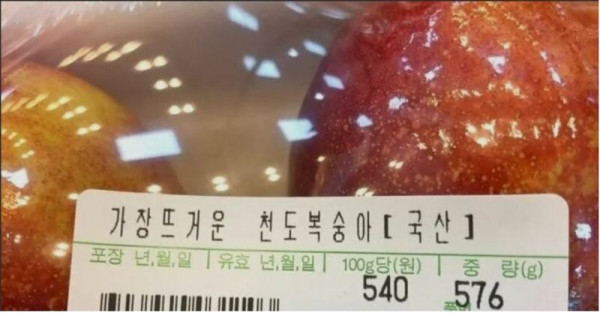 가장뜨거운 천도복숭아[국산]
포장 년,월,일 | 유효 년,월,일 | 100g당(원) | 중 량(g)
540 576